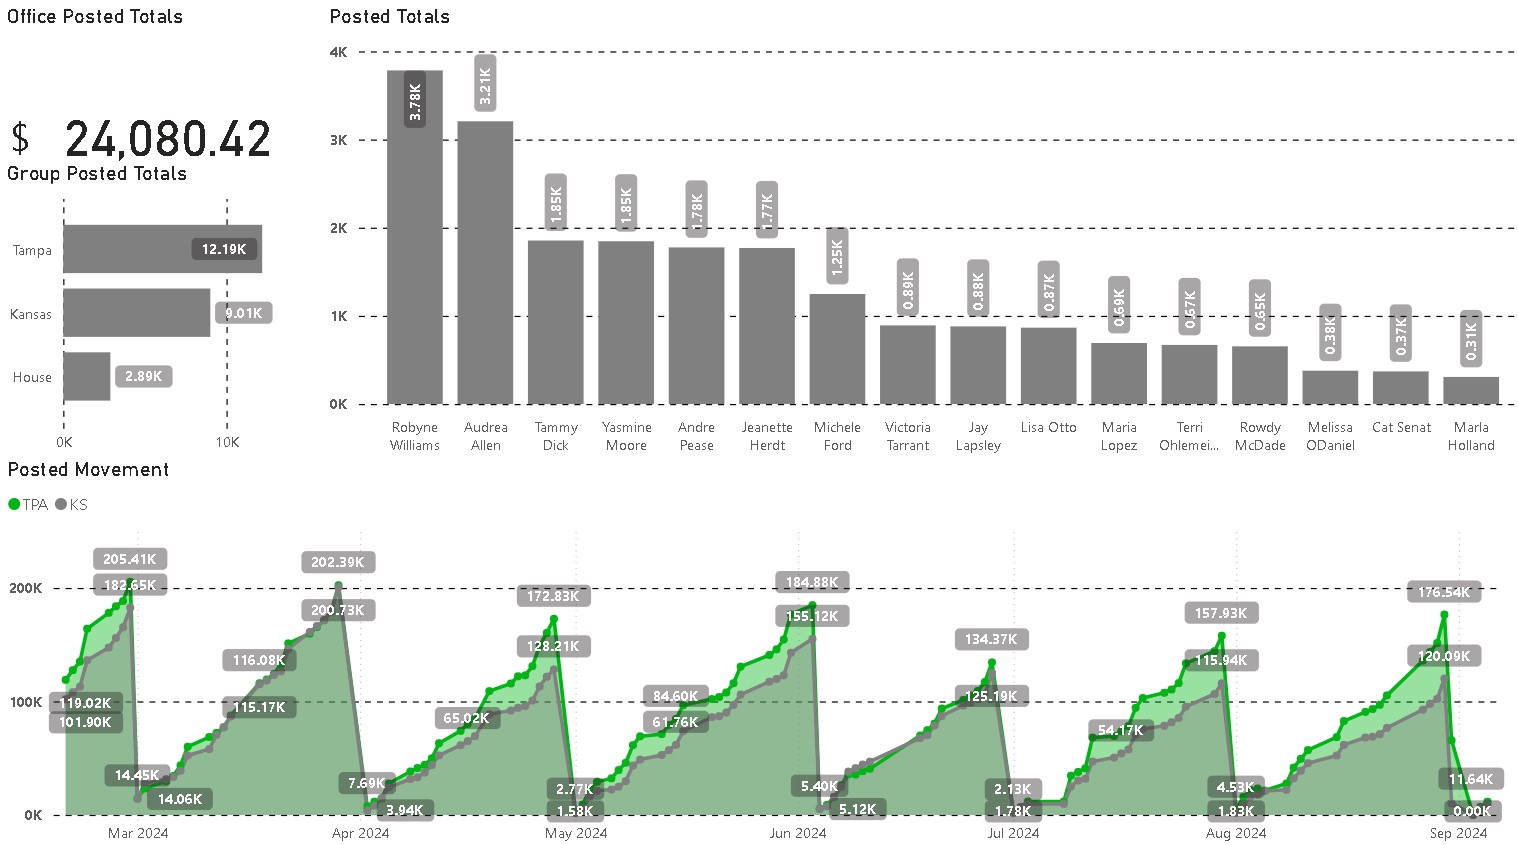 Office Posted Totals
$ 24,080.42
Group Posted Totals
Tampa
12.19K
Kansas
9.01K
House
2.89K
0K
10K
Posted Totals
4K
3K
2K
1K
0K
3.78K
3.21K
1.85K
1.85K
1.78K
1.77K
1.25K
0.89K
0.88K
0.87K
0.69K
0.67K
0.65K
0.38K
0.37K
0.31K
Robyne
Williams
Audrea
Allen
Tammy
Dick
Yasmine
Moore
Andre
Pease
Jeanette
Herdt
Michele
Ford
Victoria
Tarrant
Jay
Lapsley
Lisa Otto
Maria
Lopez
Terri
Ohlemei...
Rowdy
McDade
Melissa
ODaniel
Cat Senat
Marla
Holland
Posted Movement
TPA
KS
200K
100K
0K
205.41K
182.65K
119.02K
101.90K
14.45K
14.06K
202.39K
200.73K
116.08K
115.17K
7.69K
3.94K
172.83K
128.21K
65.02K
2.77K
1.58K
184.88K
155.12K
84.60K
61.76K
5.40K
5.12K
134.37K
125.19K
2.13K
1.78K
157.93K
115.94K
54.17K
4.53K
1.83K
176.54K
120.09K
11.64K
0.00K
Mar 2024
Apr 2024
May 2024
Jun 2024
Jul 2024
Aug 2024
Sep 2024